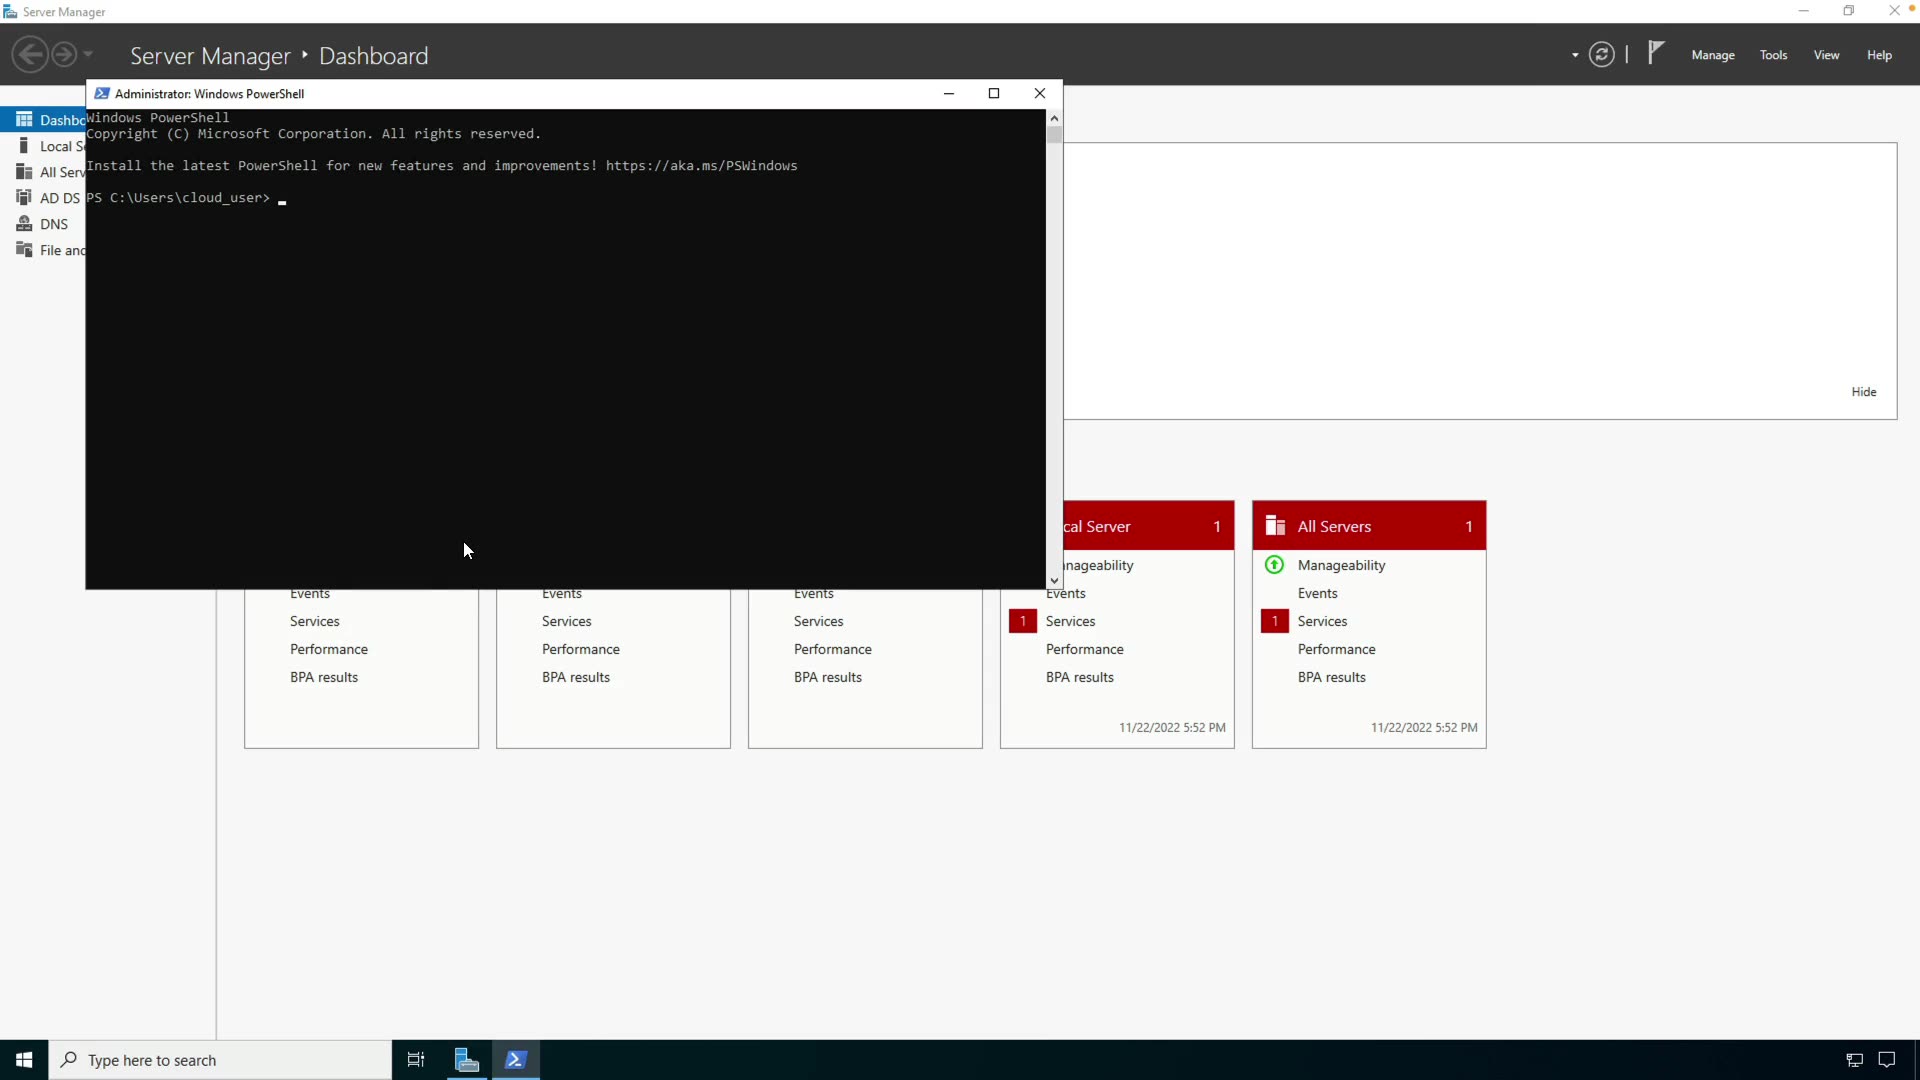 Server Manager
Server Manager ‣ Dashboard
Manage Tools View Help
Administrator: Windows PowerShell
Windows PowerShell
Copyright (C) Microsoft Corporation. All rights reserved.
Install the latest PowerShell for new features and improvements! https://aka.ms/PSWindows
PS C:\Users\cloud_user>
Dashbo
Local Se
All Serv
AD DS
DNS
File and
Hide
cal Server 1
nageability
Events
1 Services
Performance
BPA results
11/22/2022 5:52 PM
All Servers 1
Manageability
Events
1 Services
Performance
BPA results
11/22/2022 5:52 PM
Events
Services
Performance
BPA results
Events
Services
Performance
BPA results
Events
Services
Performance
BPA results
Type here to search